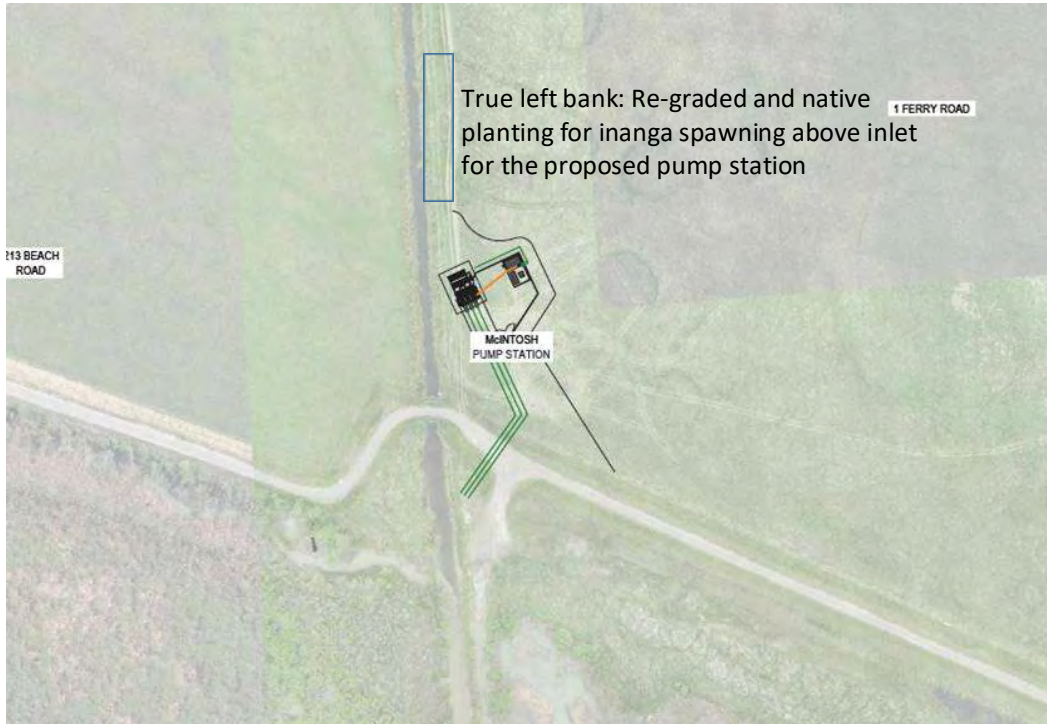 True left bank: Re-graded and native
planting for inanga spawning above inlet
for the proposed pump station
1 FERRY ROAD
213 BEACH
ROAD
McINTOSH
PUMP STATION